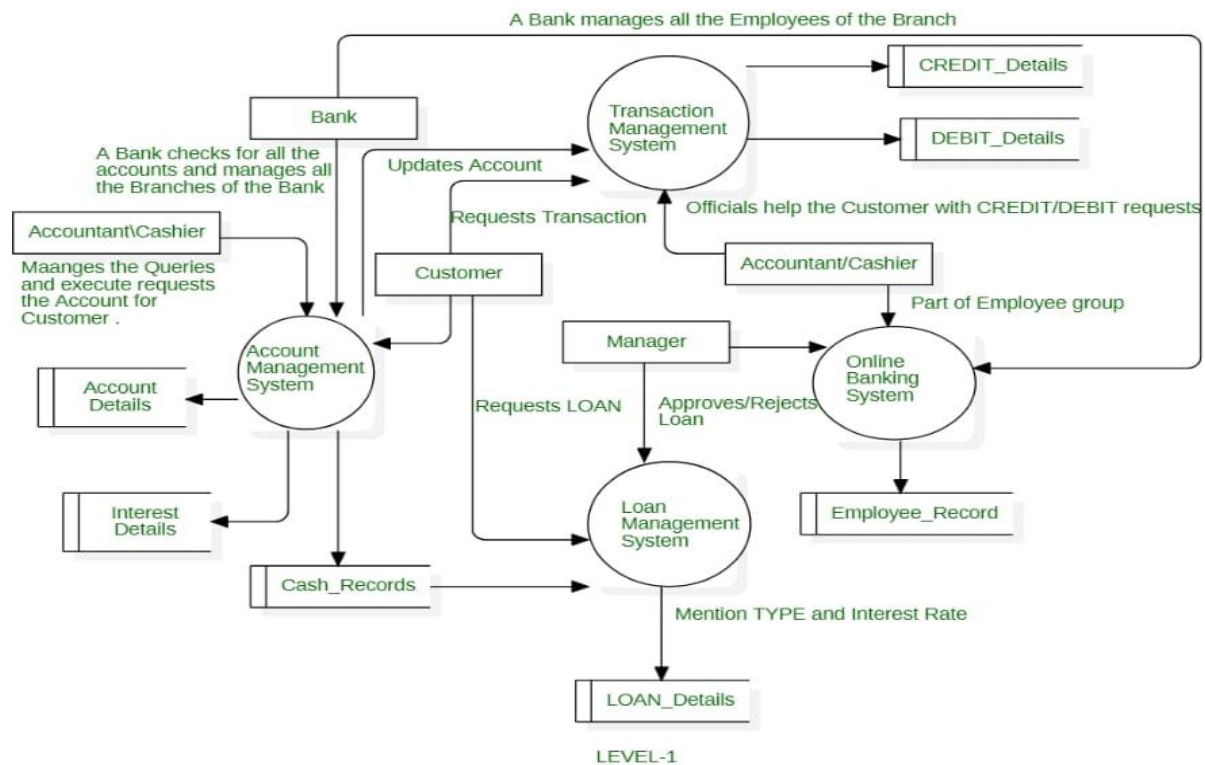 A Bank manages all the Employees of the Branch
CREDIT_Details
Transaction
Management
System
Bank
DEBIT_Details
A Bank checks for all the
accounts and manages all
the Branches of the Bank
Updates Account
Requests Transaction
Officials help the Customer with CREDIT/DEBIT requests
Accountant\Cashier
Maanges the Queries
and execute requests
the Account for
Customer .
Customer
Accountant/Cashier
Part of Employee group
Manager
Account
Management
System
Online
Banking
System
Account
Details
Requests LOAN
Approves/Rejects
Loan
Interest
Details
Loan
Management
System
Employee_Record
Cash_Records
Mention TYPE and Interest Rate
LOAN_Details
LEVEL-1